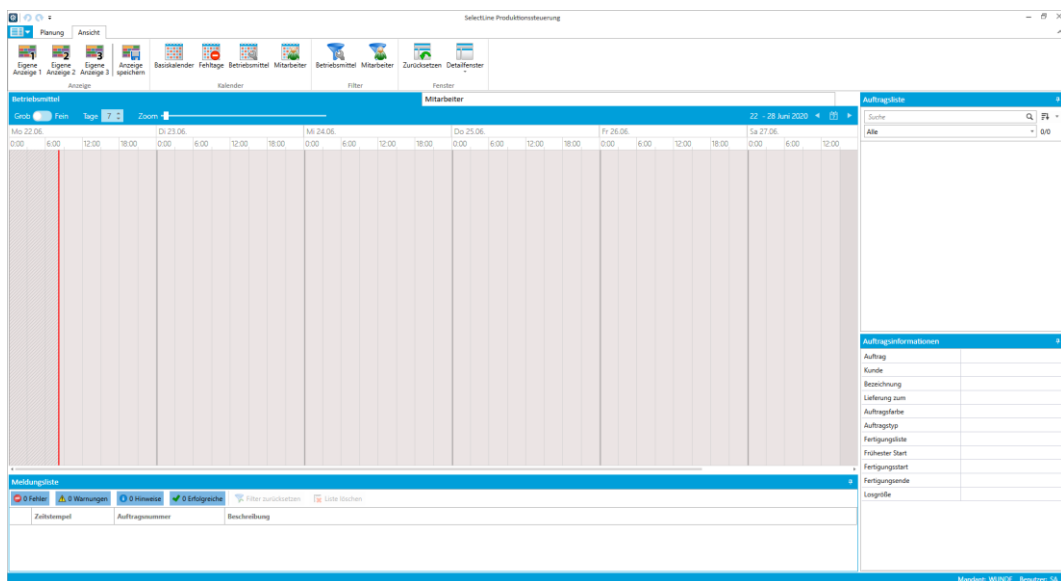 SelectLine Produktionssteuerung
Planung Ansicht
Eigene Anzeige 1
Eigene Anzeige 2
Eigene Anzeige 3
Anzeige speichern
Basiskalender Fehltage Betriebsmittel Mitarbeiter
Betriebsmittel Mitarbeiter
Zurücksetzen Detailfenster
Anzeige Kalender Filter Fenster
Betriebsmittel Mitarbeiter
Grob Fein Tage 7 Zoom 22 - 28 Juni 2020
Mo 22.06. Di 23.06. Mi 24.06. Do 25.06. Fr 26.06. Sa 27.06.
0:00 6:00 12:00 18:00 0:00 6:00 12:00 18:00 0:00 6:00 12:00 18:00 0:00 6:00 12:00 18:00 0:00 6:00 12:00 18:00 0:00 6:00 12:00
Auftragsliste
Suche
Alle 0/0
Auftragsinformationen
Auftrag
Kunde
Bezeichnung
Lieferung zum
Auftragsfarbe
Auftragstyp
Fertigungsliste
Frühester Start
Fertigungsstart
Fertigungsende
Losgröße
Meldungsliste
0 Fehler 0 Warnungen 0 Hinweise 0 Erfolgreiche Filter zurücksetzen Liste löschen
Zeitstempel Auftragsnummer Beschreibung
Mandant: WUNDE Benutzer: SA